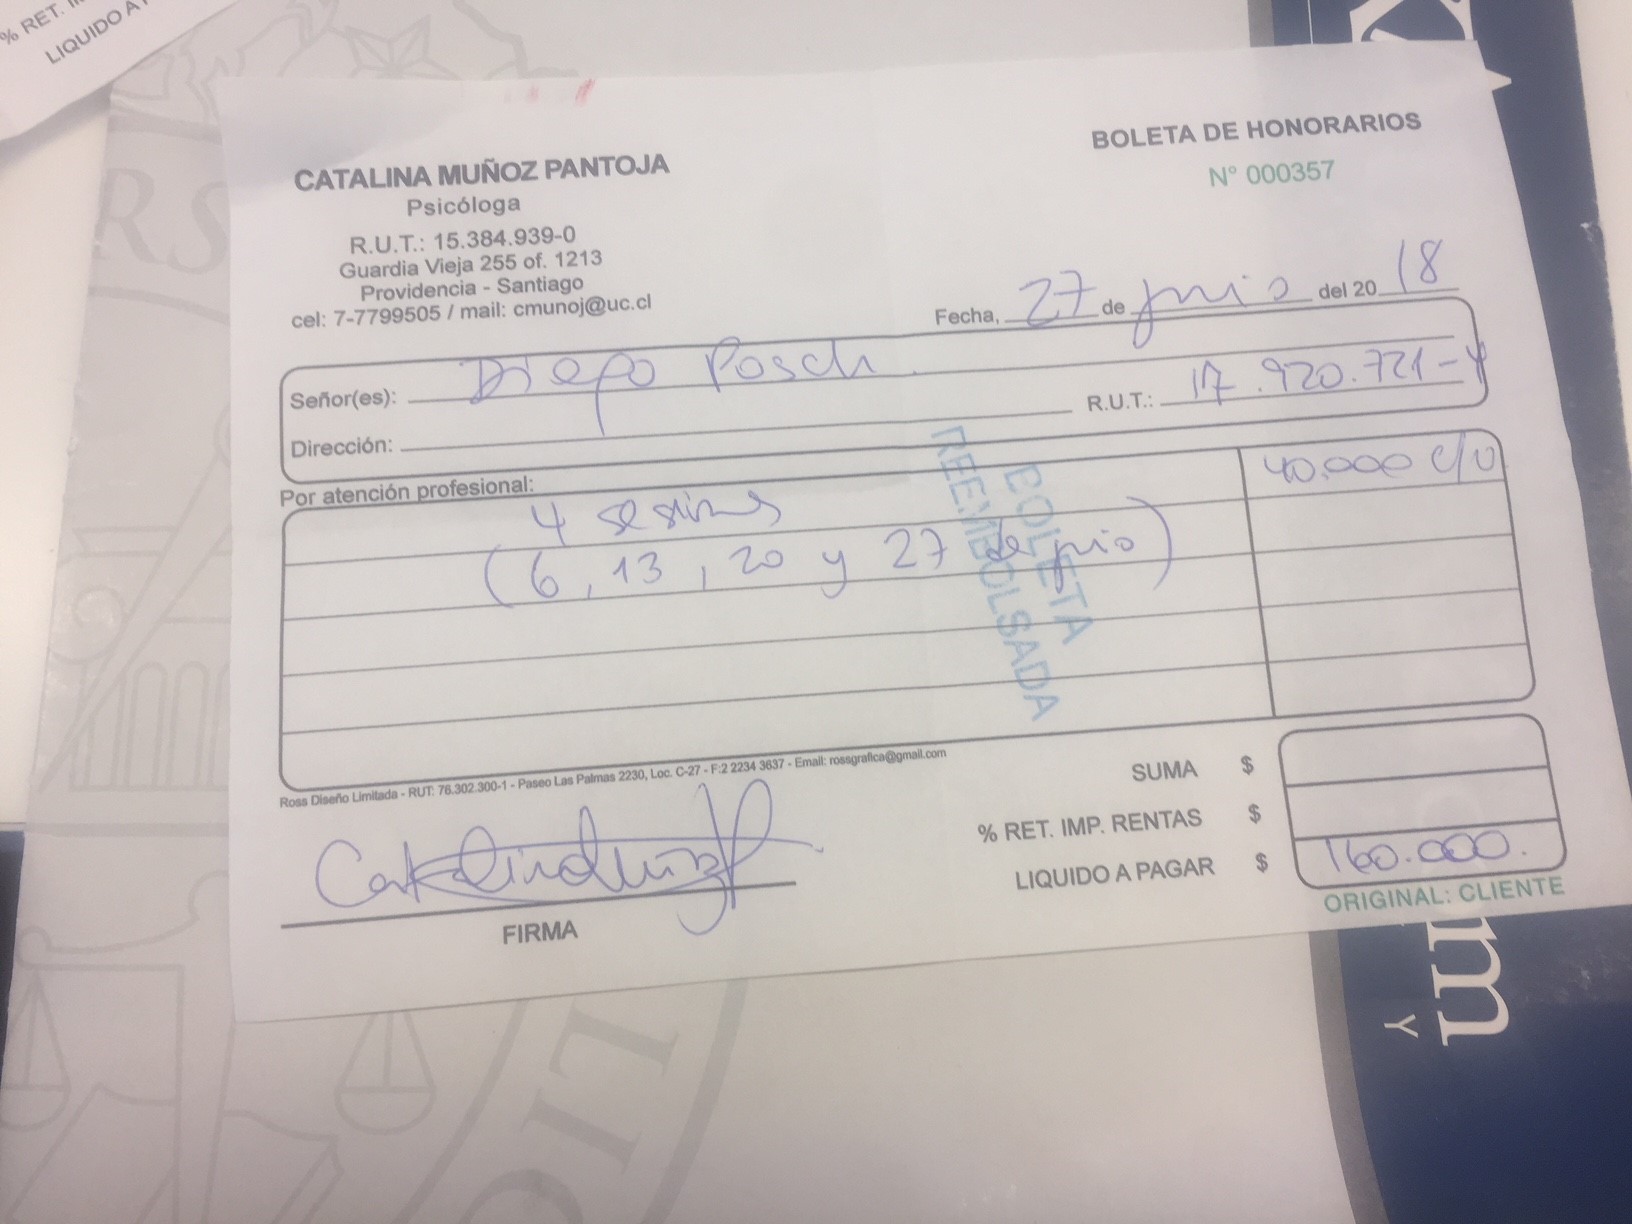 % RET. I
LIQUIDO A
CATALINA MUÑOZ PANTOJA
Psicóloga
R.U.T.: 15.384.939-0
Guardia Vieja 255 of. 1213
Providencia - Santiago
cel: 7-7799505 / mail: cmunoj@uc.cl
BOLETA DE HONORARIOS
N° 000357
Fecha, 27 de junio del 20 18
Señor(es): Diego Posch
R.U.T.: 17.920.721-4
Dirección:
Por atención profesional:
4 sesiones
40.000 c/u
(6, 13, 20 y 27 de junio)
BOLETA
REEMBOLSADA
Ross Diseño Limitada - RUT: 76.302.300-1 - Paseo Las Palmas 2230, Loc. C-27 - F:2 2234 3637 - Email: rossgrafica@gmail.com
SUMA $
% RET. IMP. RENTAS $
LIQUIDO A PAGAR $ 160.000.
FIRMA
ORIGINAL: CLIENTE
m
Y